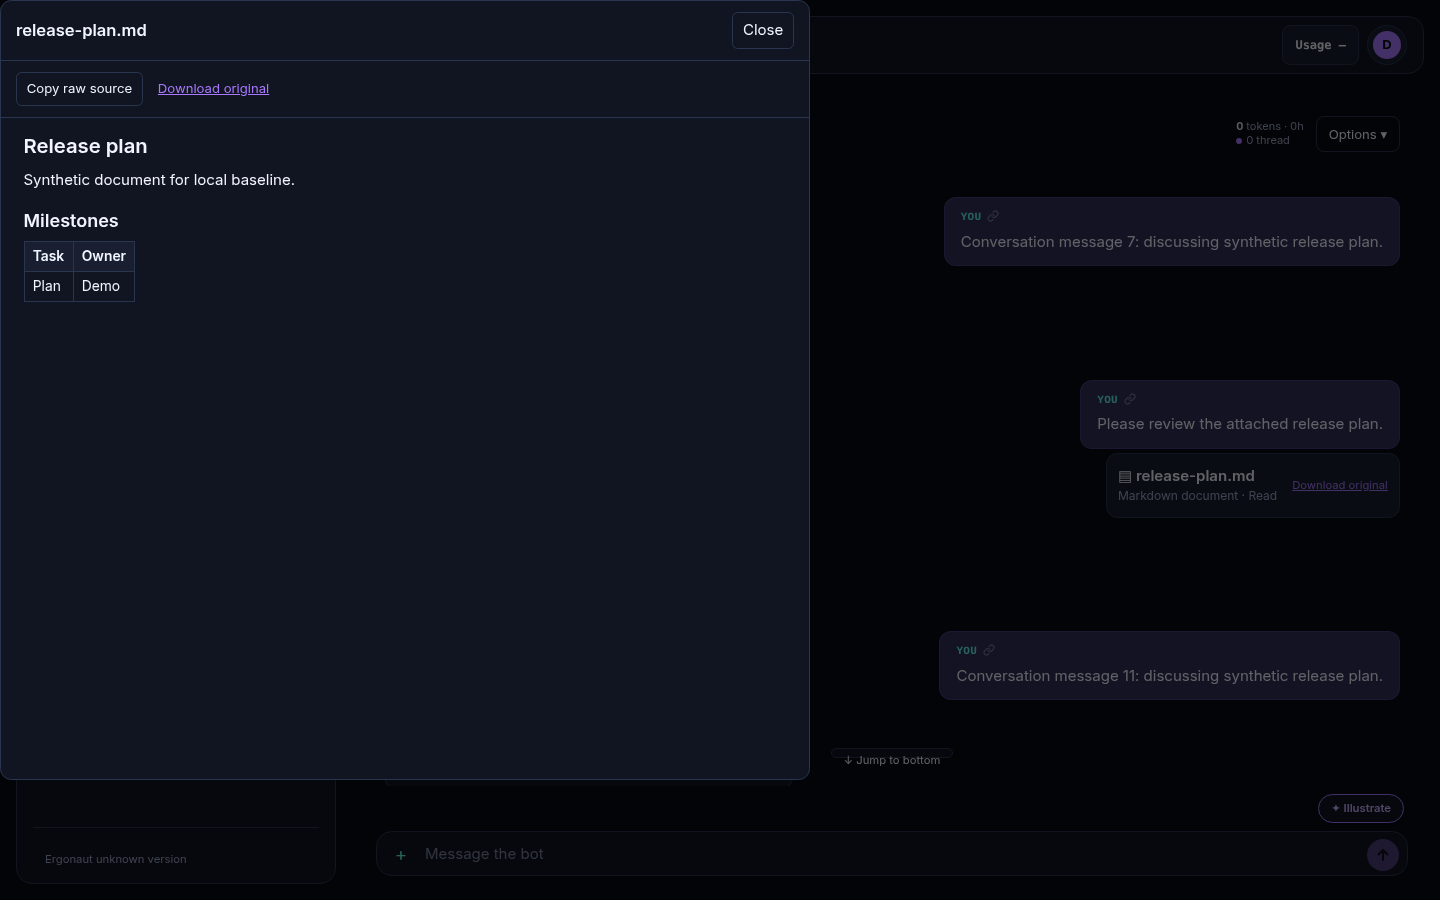 release-plan.md
Close
Copy raw source
Download original
Release plan
Synthetic document for local baseline.
Milestones
Task Owner
Plan Demo
Usage —
D
0 tokens · 0h
0 thread
Options ▾
YOU
Conversation message 7: discussing synthetic release plan.
YOU
Please review the attached release plan.
release-plan.md
Markdown document · Read
Download original
YOU
Conversation message 11: discussing synthetic release plan.
↓ Jump to bottom
✦ Illustrate
+ Message the bot
Ergonaut unknown version